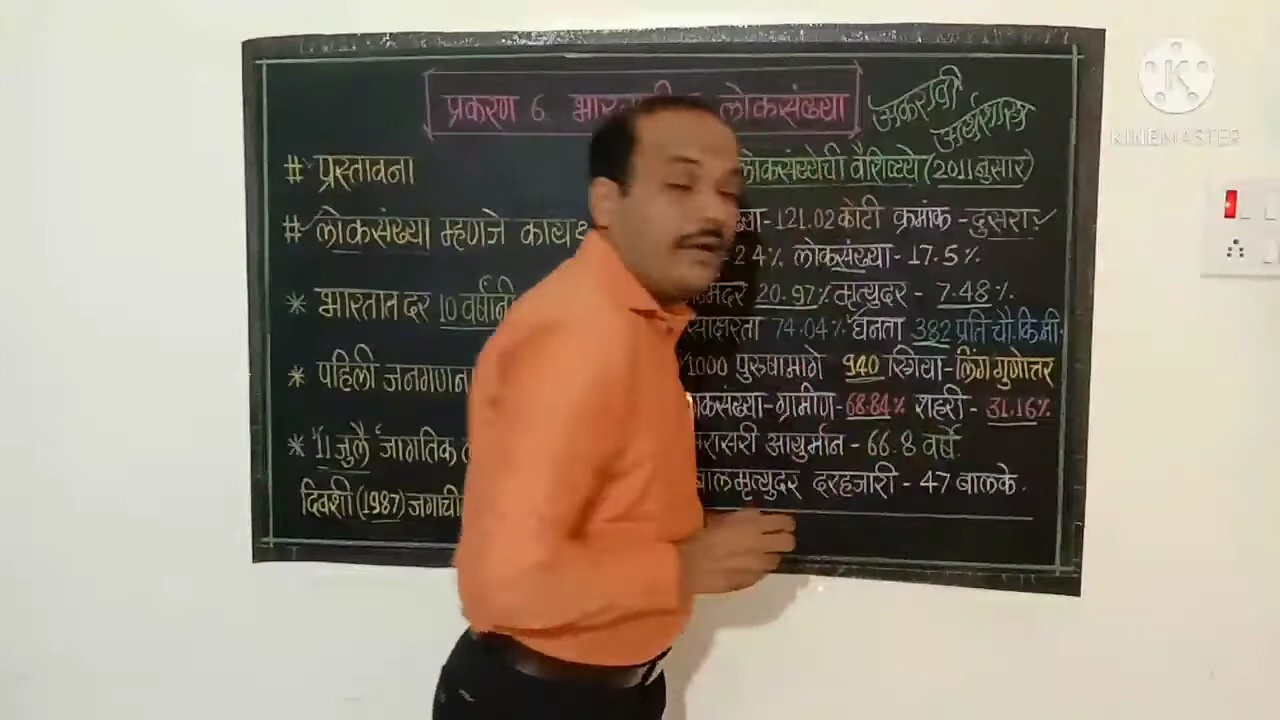 प्रकरण 6 लोकसंख्या
अकरावी
अर्थशास्त्र
# प्रस्तावना
# लोकसंख्या म्हणजे काय?
* भारतात दर 10 वर्षांनी
* पहिली जनगणना
* 11 जुलै जागतिक
दिवशी (1987) जगाची
लोकसंख्येची वैशिष्ट्ये (2011नुसार)
121.02 कोटी क्रमांक - दुसरा
2.4% लोकसंख्या - 17.5%
20.97% मृत्युदर - 7.48%.
साक्षरता 74.04% घनता 382 प्रति चौ. कि.मी.
1000 पुरुषामागे 940 स्त्रिया - लिंग गुणोत्तर
ग्रामीण - 68.84% शहरी - 31.16%.
सरासरी आयुर्मान - 66.8 वर्षे.
बालमृत्युदर दरहजारी - 47 बालके.
KINEMASTER